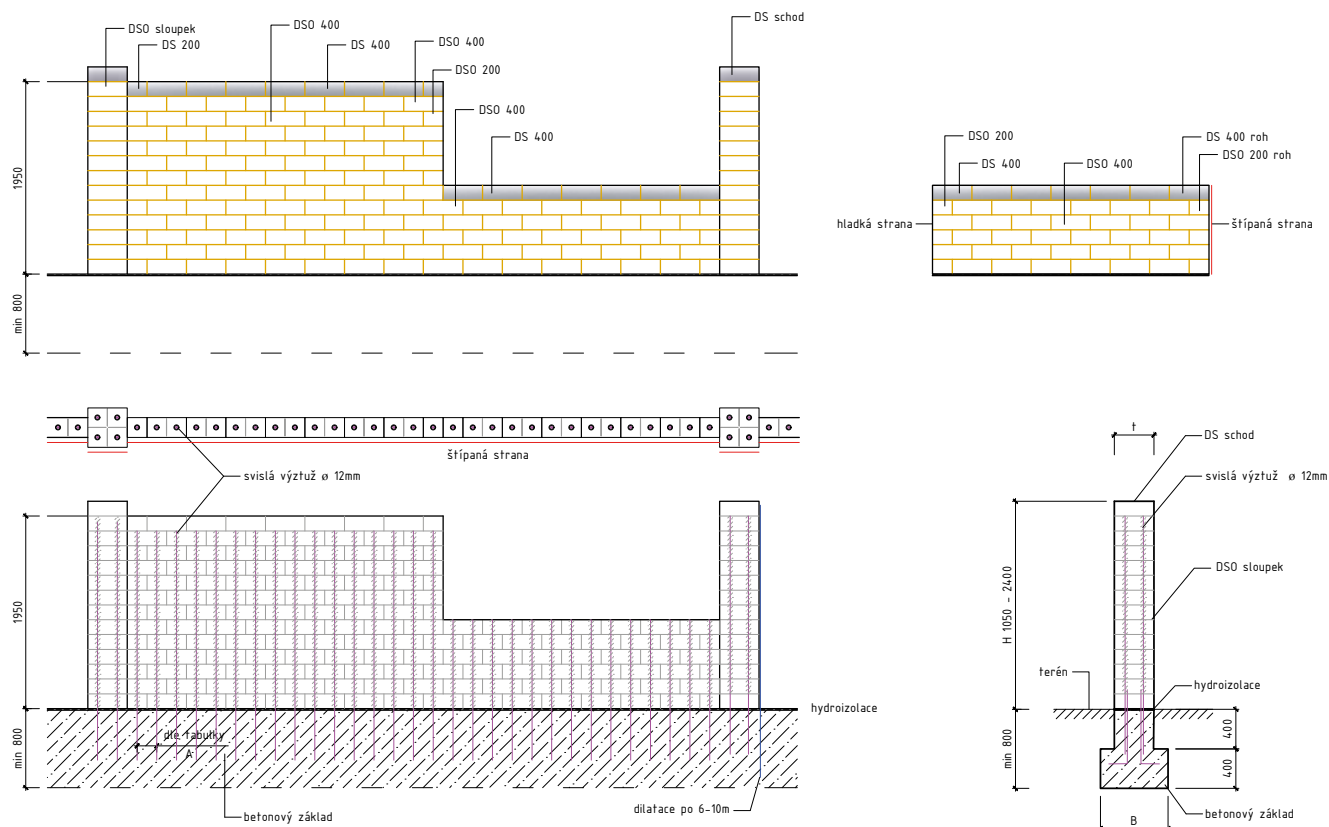 DSO sloupek
DS 200
DSO 400
DS 400
DSO 400
DSO 200
DSO 400
DS 400
DS schod
1950
min 800
DSO 200
DS 400
DSO 400
DS 400 roh
DSO 200 roh
hladká strana
štípaná strana
štípaná strana
svislá výztuž ø 12mm
1950
min 800
dle tabulky
A
betonový základ
dilatace po 6-10m
hydroizolace
t
DS schod
svislá výztuž ø 12mm
DSO sloupek
H 1050 - 2400
terén
hydroizolace
min 800
400
400
B
betonový základ